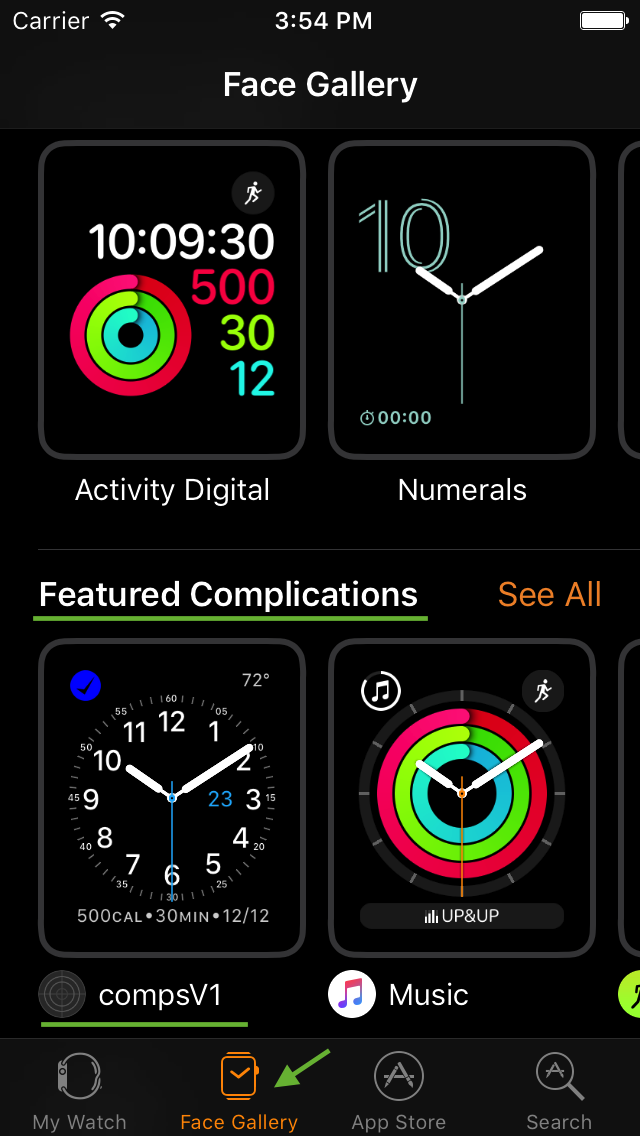 Carrier 3:54 PM
Face Gallery
10:09:30
500
30
12
10
00:00
Activity Digital Numerals
Featured Complications See All
72°
60
55 05
12
11 1
50 10
10 2
45 9 23 3 15
8 4
40 20
7 5
6
35 25
30
500CAL•30MIN•12/12
UP&UP
compsV1 Music
My Watch Face Gallery App Store Search